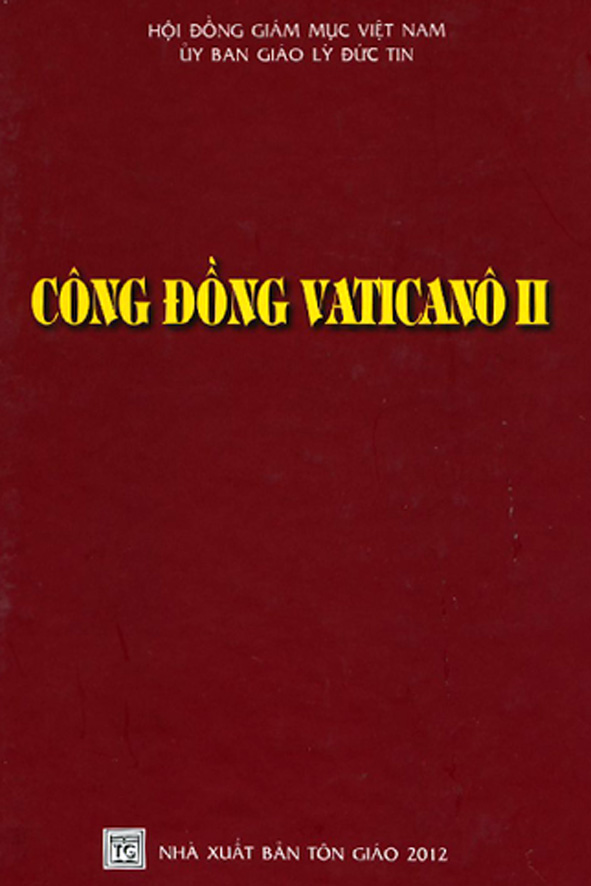 HỘI ĐỒNG GIÁM MỤC VIỆT NAM
ỦY BAN GIÁO LÝ ĐỨC TIN
CÔNG ĐỒNG VATICANÔ II
TG
NHÀ XUẤT BẢN TÔN GIÁO 2012